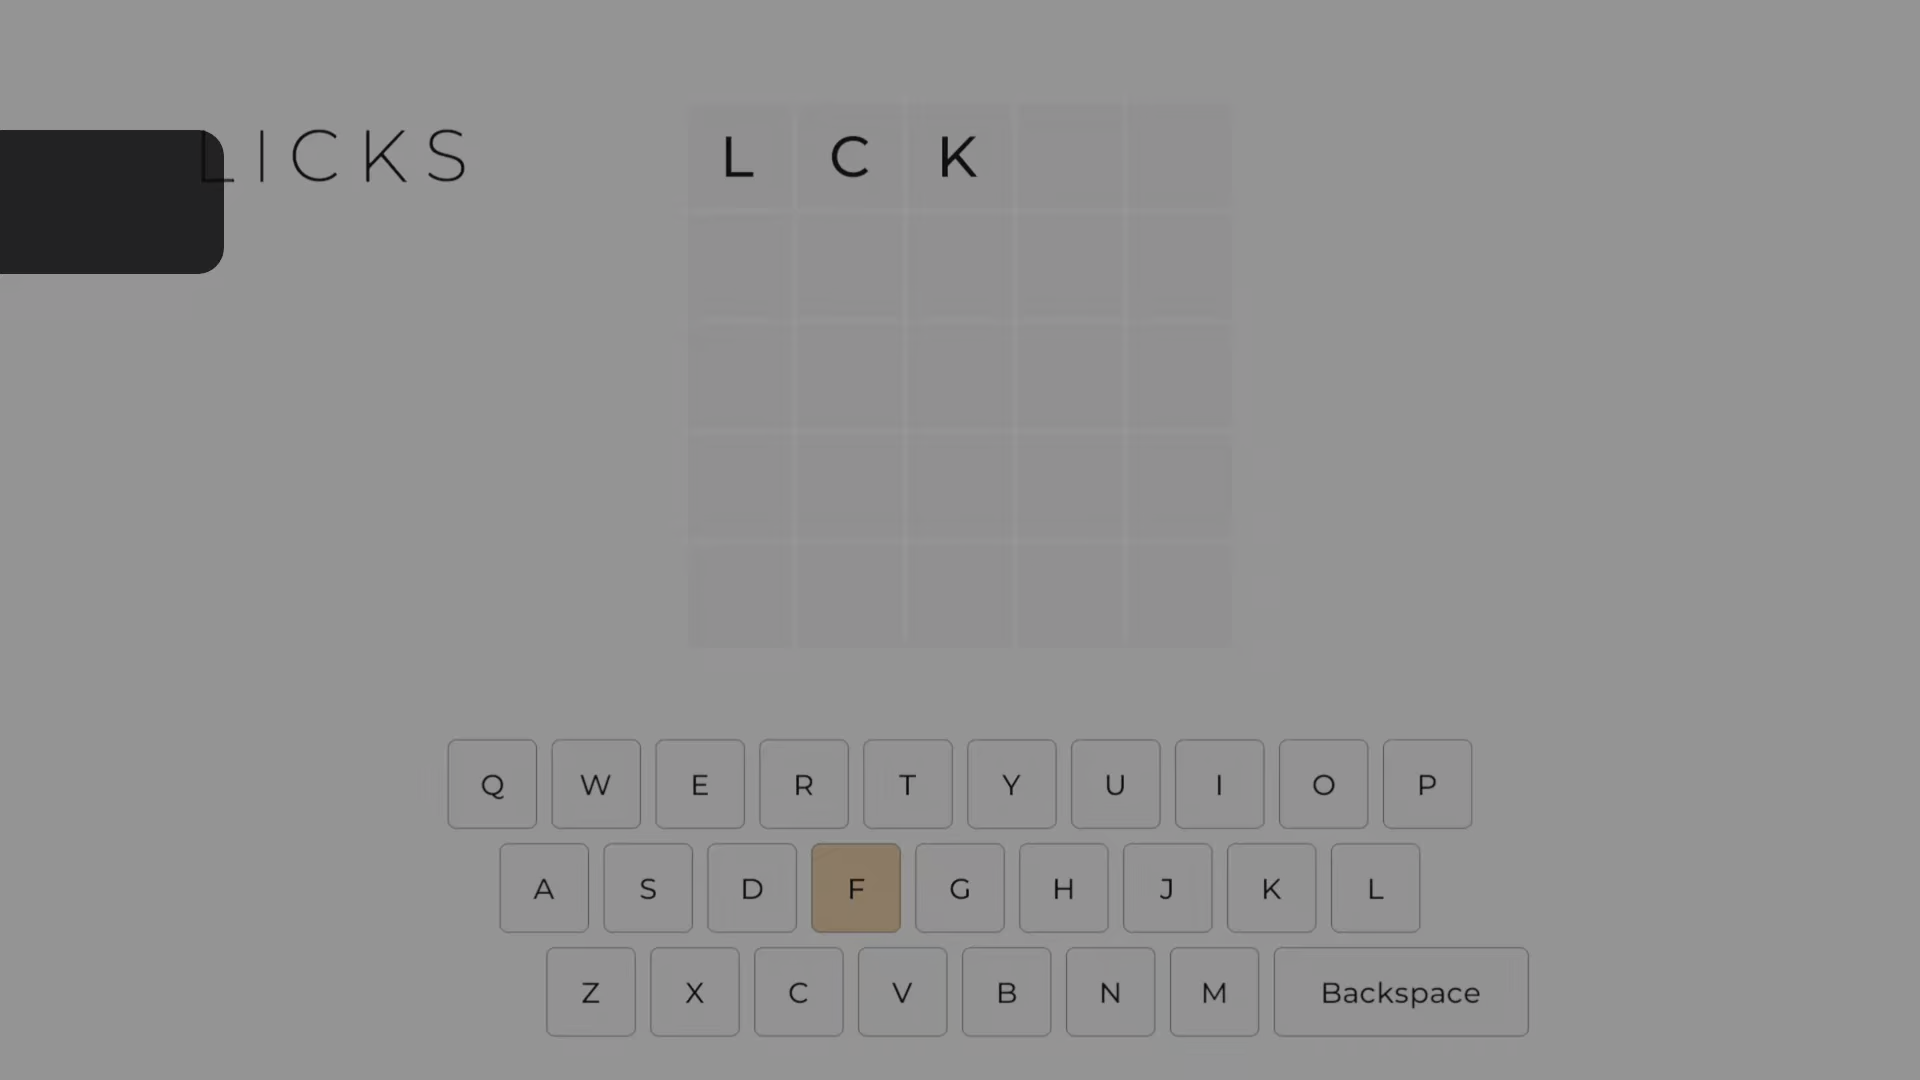 LICKS
L C K
Q W E R T Y U I O P
A S D F G H J K L
Z X C V B N M Backspace